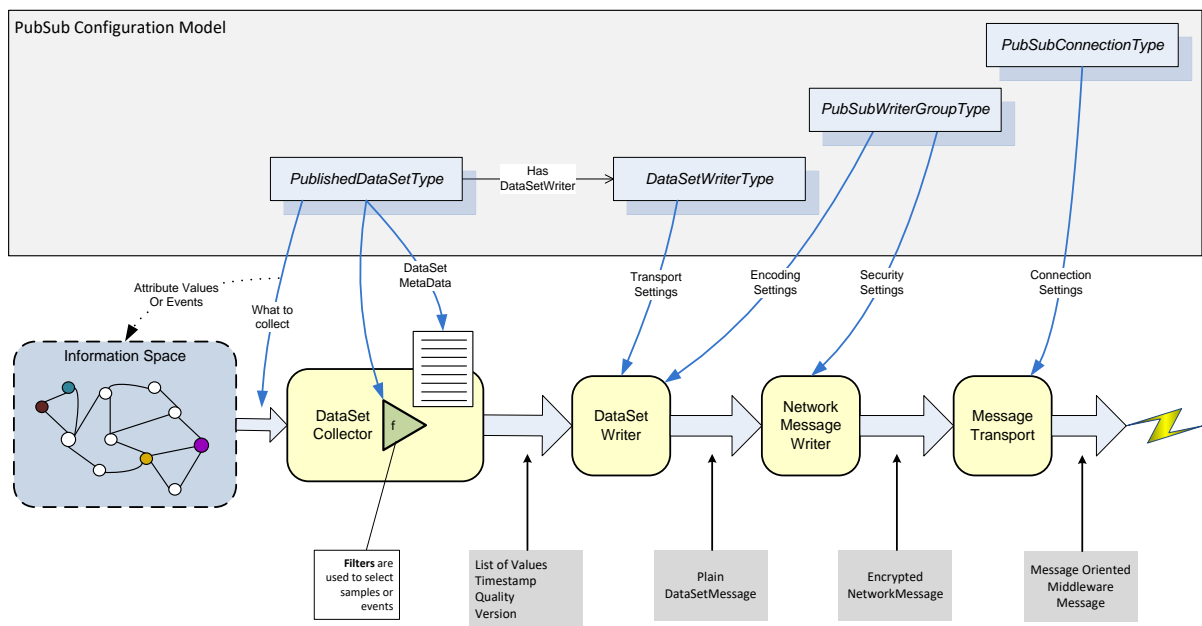 PubSub Configuration Model
PubSubConnectionType
PubSubWriterGroupType
PublishedDataSetType
Has
DataSetWriter
DataSetWriterType
Attribute Values
Or Events
What to
collect
DataSet
MetaData
Transport
Settings
Encoding
Settings
Security
Settings
Connection
Settings
Information Space
DataSet
Collector
f
DataSet
Writer
Network
Message
Writer
Message
Transport
Filters are
used to select
samples or
events
List of Values
Timestamp
Quality
Version
Plain
DataSetMessage
Encrypted
NetworkMessage
Message Oriented
Middleware
Message